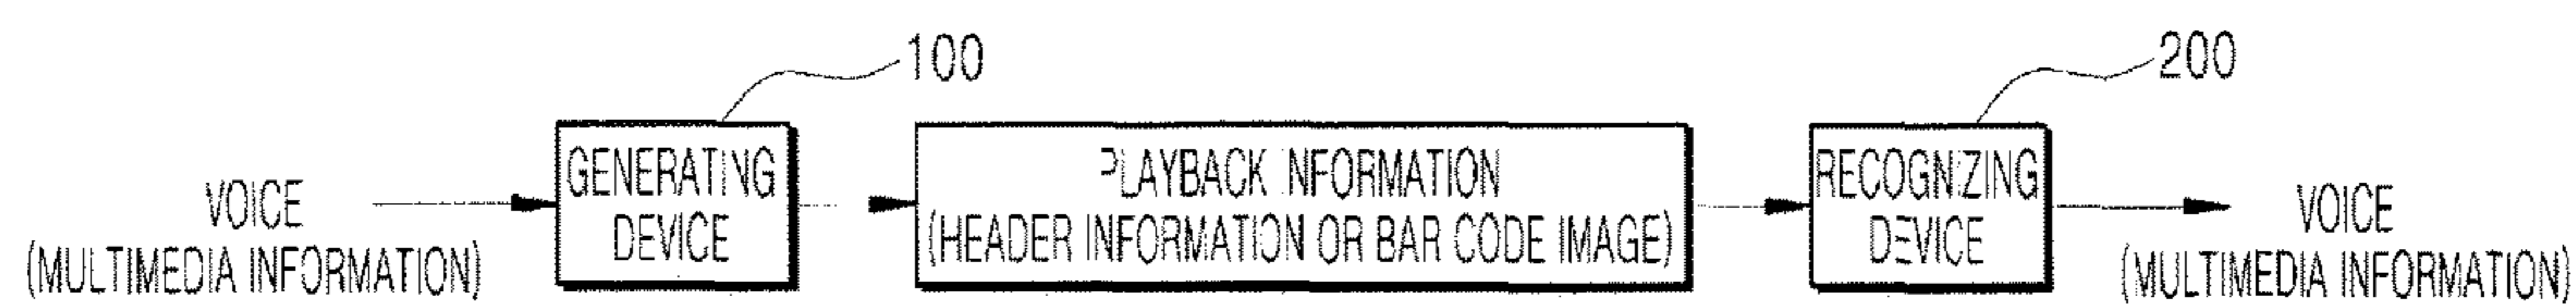 100
200
VOICE
(MULTIMEDIA INFORMATION)
GENERATING
DEVICE
PLAYBACK INFORMATION
(HEADER INFORMATION OR BAR CODE IMAGE)
RECOGNIZING
DEVICE
VOICE
(MULTIMEDIA INFORMATION)